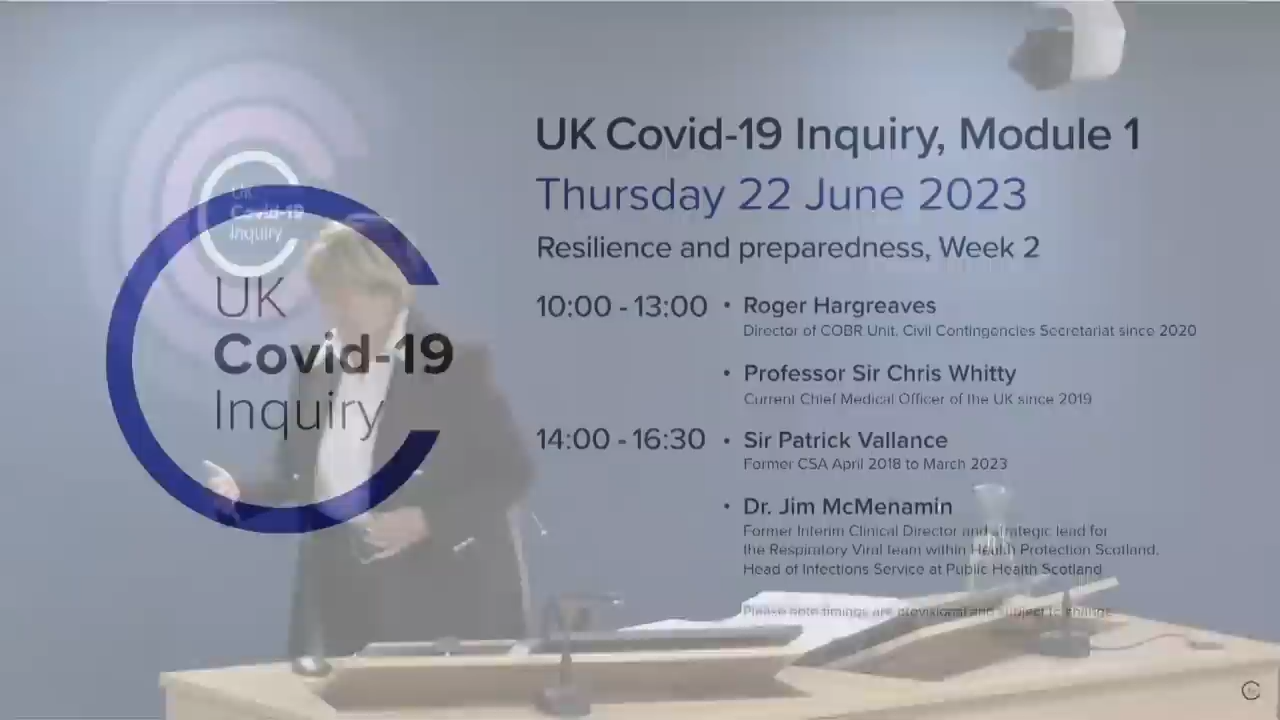 UK
Covid-19
Inquiry
UK
Covid-19
Inquiry
UK Covid-19 Inquiry, Module 1
Thursday 22 June 2023
Resilience and preparedness, Week 2
10:00 - 13:00 • Roger Hargreaves
Director of COBR Unit, Civil Contingencies Secretariat since 2020
• Professor Sir Chris Whitty
Current Chief Medical Officer of the UK since 2019
14:00 - 16:30 • Sir Patrick Vallance
Former CSA April 2018 to March 2023
• Dr. Jim McMenamin
Former Interim Clinical Director and strategic lead for
the Respiratory Viral team within Health Protection Scotland,
Head of Infections Service at Public Health Scotland
Please note timings are provisional and subject to change